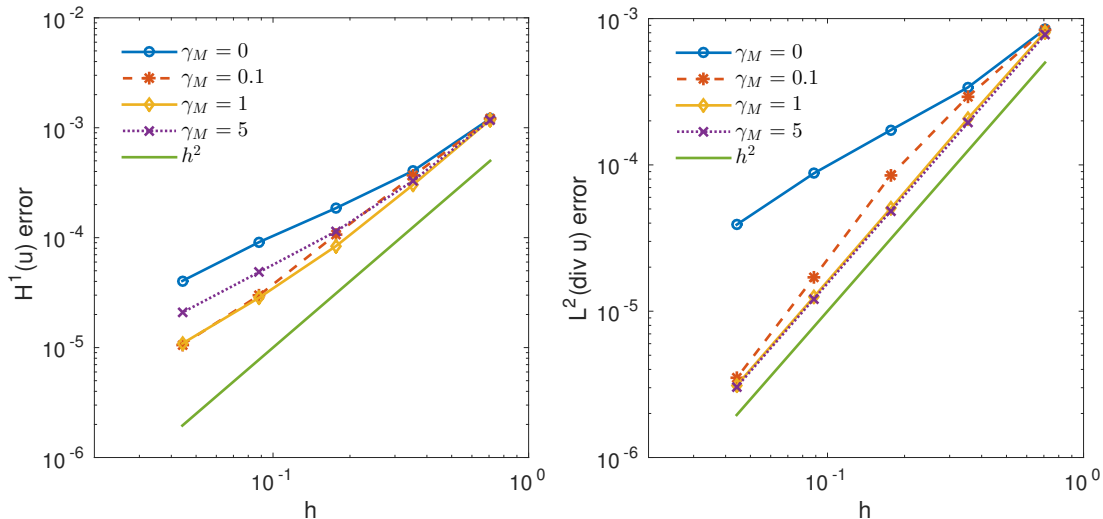 10^-2
10^-3
10^-4
10^-5
10^-6
H^1(u) error
γ_M = 0
γ_M = 0.1
γ_M = 1
γ_M = 5
h^2
10^-1
10^0
h
10^-3
10^-4
10^-5
10^-6
L^2(div u) error
γ_M = 0
γ_M = 0.1
γ_M = 1
γ_M = 5
h^2
10^-1
10^0
h